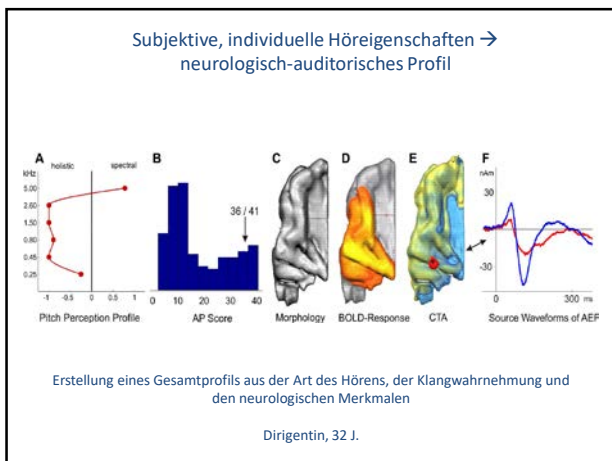 Subjektive, individuelle Höreigenschaften →
neurologisch-auditorisches Profil
A
holistic
spectral
kHz
5.00
2.60
1.50
0.80
0.45
0.25
-1
-0.5
0
0.5
1
Pitch Perception Profile
B
36 / 41
0
10
20
30
40
AP Score
C
Morphology
D
BOLD-Response
E
CTA
F
nAm
30
-30
0
300
ms
Source Waveforms of AEF
Erstellung eines Gesamtprofils aus der Art des Hörens, der Klangwahrnehmung und
den neurologischen Merkmalen
Dirigentin, 32 J.